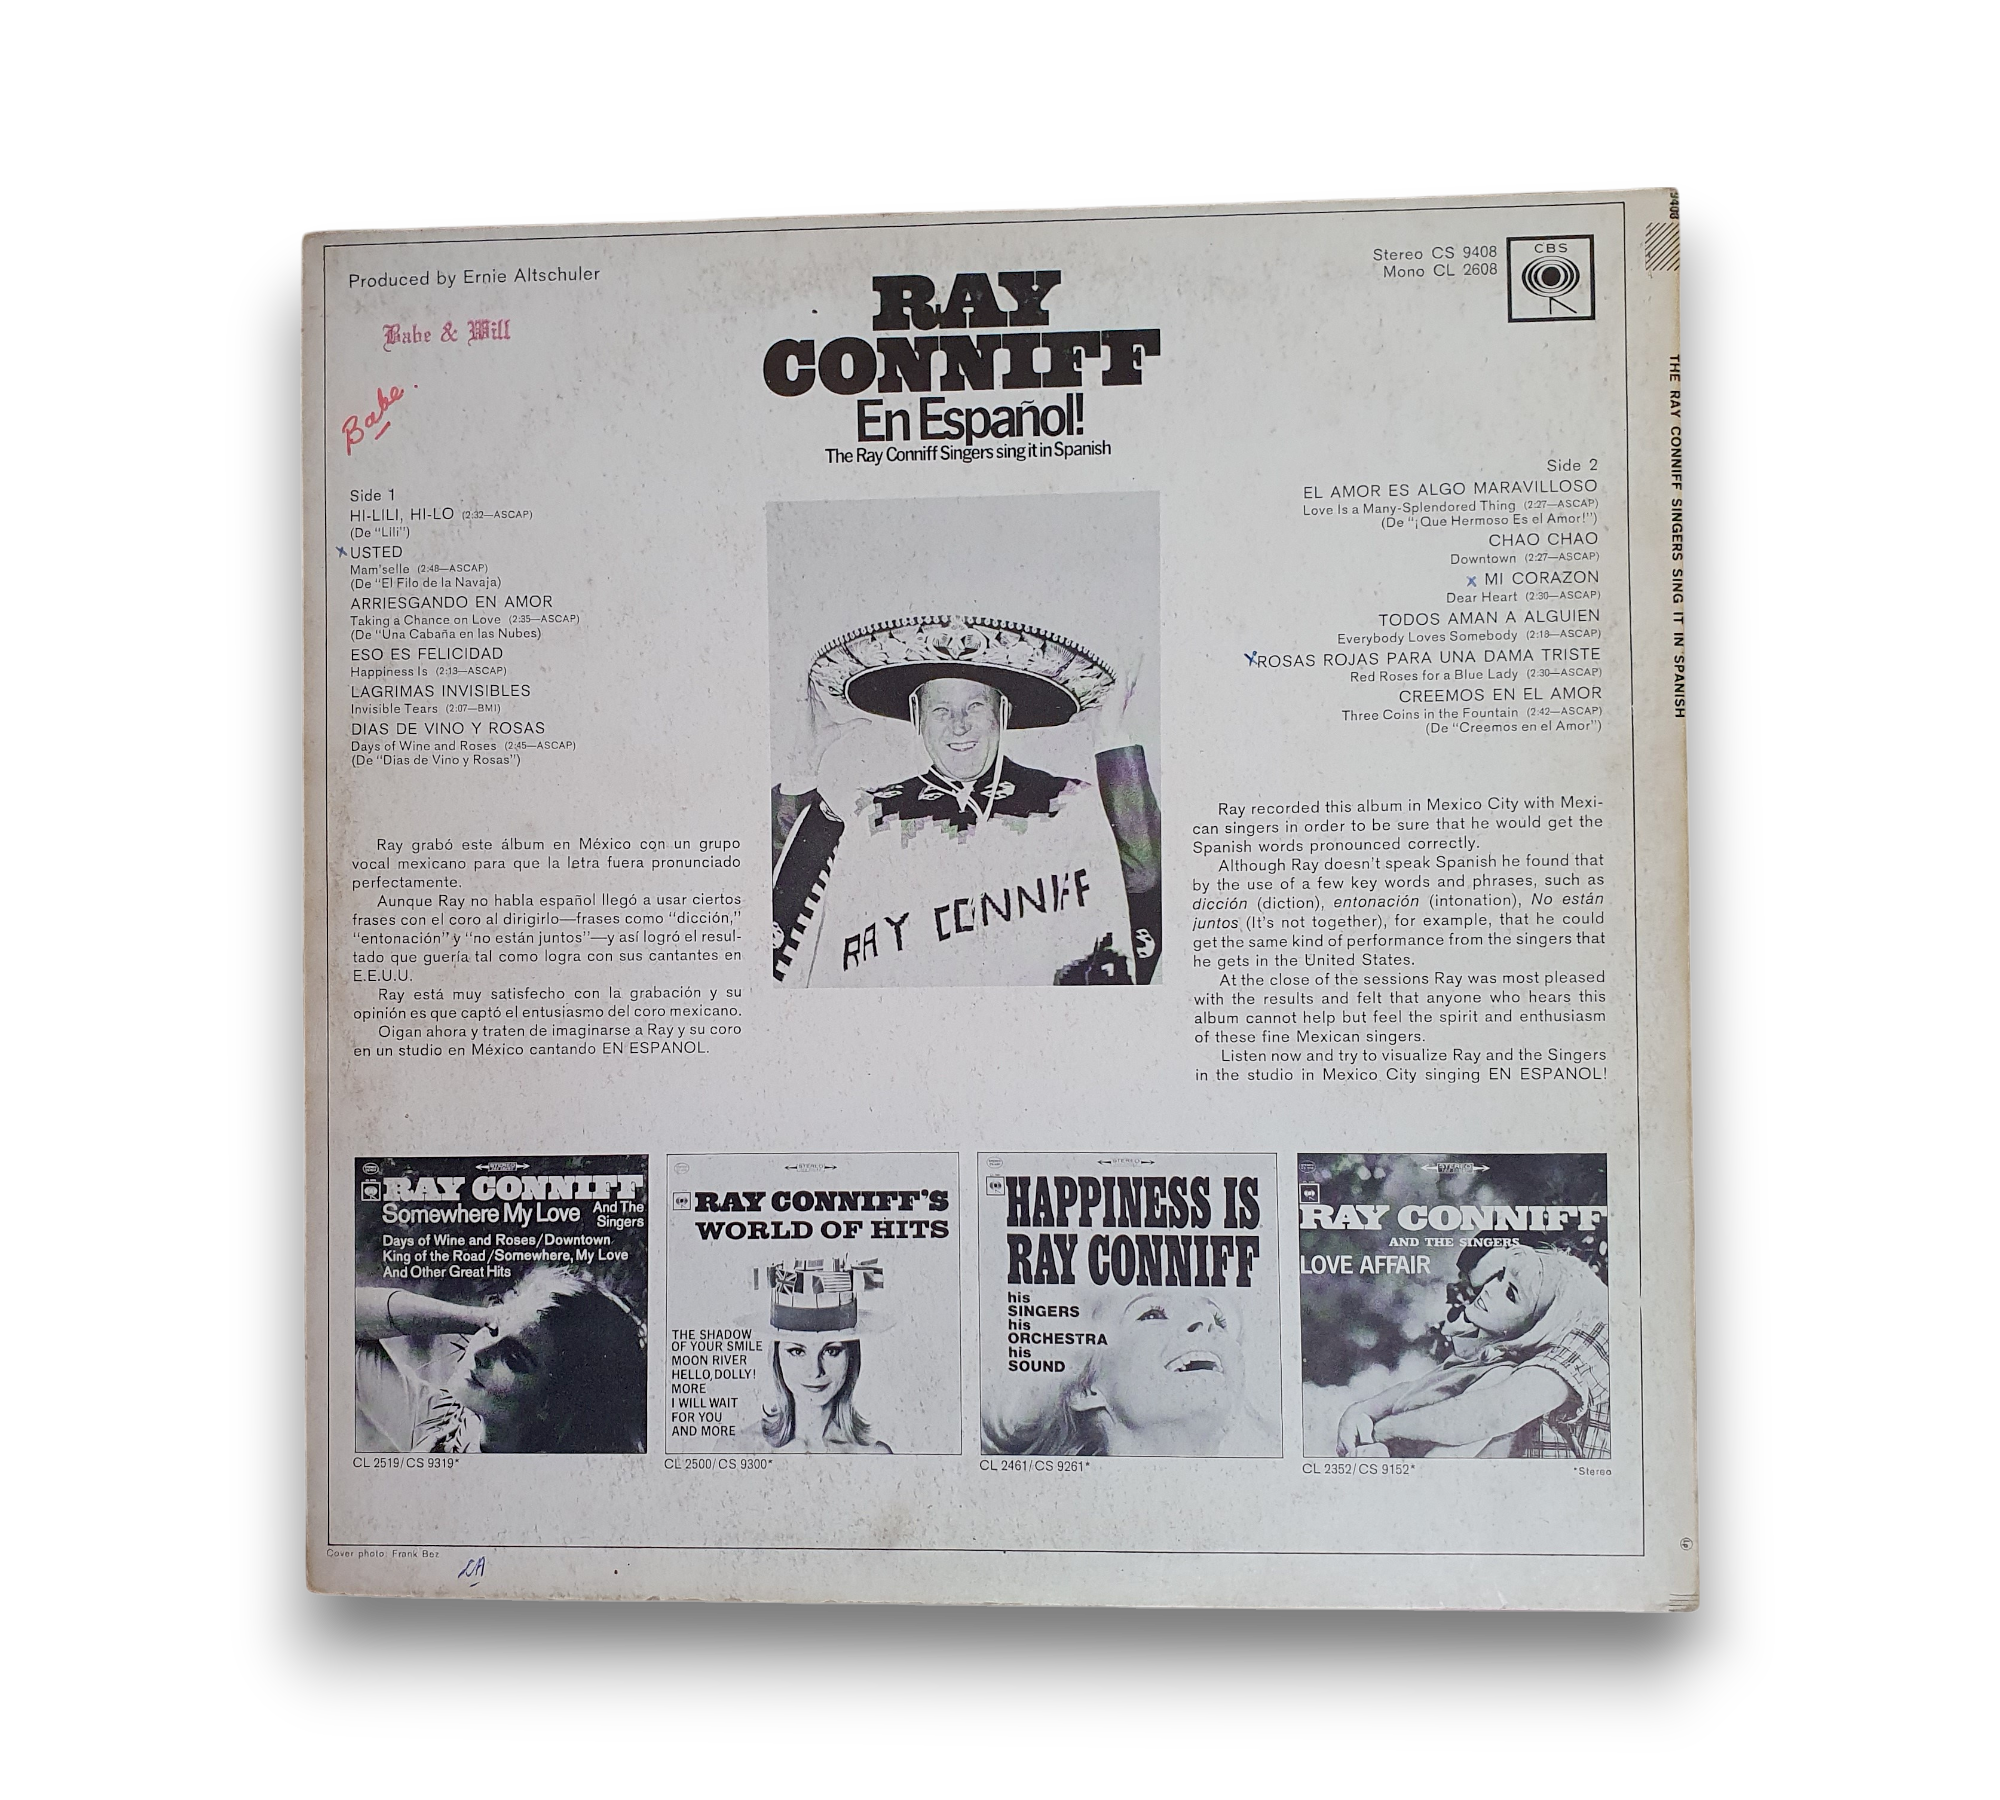 Produced by Ernie Altschuler
Babe & Will
Babe.
RAY
CONNIFF
En Español!
The Ray Conniff Singers sing it in Spanish
Stereo CS 9408
Mono CL 2608
CBS
9408
THE RAY CONNIFF SINGERS SING IT IN SPANISH
Side 1
HI-LILI, HI-LO (2:32—ASCAP)
(De "Lili")
x USTED
Mam'selle (2:48—ASCAP)
(De "El Filo de la Navaja)
ARRIESGANDO EN AMOR
Taking a Chance on Love (2:35—ASCAP)
(De "Una Cabaña en las Nubes)
ESO ES FELICIDAD
Happiness Is (2:13—ASCAP)
LAGRIMAS INVISIBLES
Invisible Tears (2:07—BMI)
DIAS DE VINO Y ROSAS
Days of Wine and Roses (2:45—ASCAP)
(De "Dias de Vino y Rosas")
Side 2
EL AMOR ES ALGO MARAVILLOSO
Love Is a Many-Splendored Thing (2:27—ASCAP)
(De "¡Que Hermoso Es el Amor!")
CHAO CHAO
Downtown (2:27—ASCAP)
x MI CORAZON
Dear Heart (2:30—ASCAP)
TODOS AMAN A ALGUIEN
Everybody Loves Somebody (2:18—ASCAP)
x ROSAS ROJAS PARA UNA DAMA TRISTE
Red Roses for a Blue Lady (2:30—ASCAP)
CREEMOS EN EL AMOR
Three Coins in the Fountain (2:42—ASCAP)
(De "Creemos en el Amor")
Ray grabó este álbum en México con un grupo
vocal mexicano para que la letra fuera pronunciado
perfectamente.
Aunque Ray no habla español llegó a usar ciertos
frases con el coro al dirigirlo—frases como "dicción,"
"entonación" y "no están juntos"—y así logró el resul-
tado que guería tal como logra con sus cantantes en
E.E.U.U.
Ray está muy satisfecho con la grabación y su
opinión es que captó el entusiasmo del coro mexicano.
Oigan ahora y traten de imaginarse a Ray y su coro
en un studio en México cantando EN ESPANOL.
RAY CONNIFF
Ray recorded this album in Mexico City with Mexi-
can singers in order to be sure that he would get the
Spanish words pronounced correctly.
Although Ray doesn't speak Spanish he found that
by the use of a few key words and phrases, such as
dicción (diction), entonación (intonation), No están
juntos (It's not together), for example, that he could
get the same kind of performance from the singers that
he gets in the United States.
At the close of the sessions Ray was most pleased
with the results and felt that anyone who hears this
album cannot help but feel the spirit and enthusiasm
of these fine Mexican singers.
Listen now and try to visualize Ray and the Singers
in the studio in Mexico City singing EN ESPANOL!
STEREO
RAY CONNIFF
Somewhere My Love And The
Singers
Days of Wine and Roses/Downtown
King of the Road/Somewhere, My Love
And Other Great Hits
CL 2519/CS 9319*
STEREO
RAY CONNIFF'S
WORLD OF HITS
THE SHADOW
OF YOUR SMILE
MOON RIVER
HELLO, DOLLY!
MORE
I WILL WAIT
FOR YOU
AND MORE
CL 2500/CS 9300*
STEREO
HAPPINESS IS
RAY CONNIFF
his
SINGERS
his
ORCHESTRA
his
SOUND
CL 2461/CS 9261*
STEREO
RAY CONNIFF
AND THE SINGERS
LOVE AFFAIR
CL 2352/CS 9152*
*Stereo
Cover photo: Frank Bez